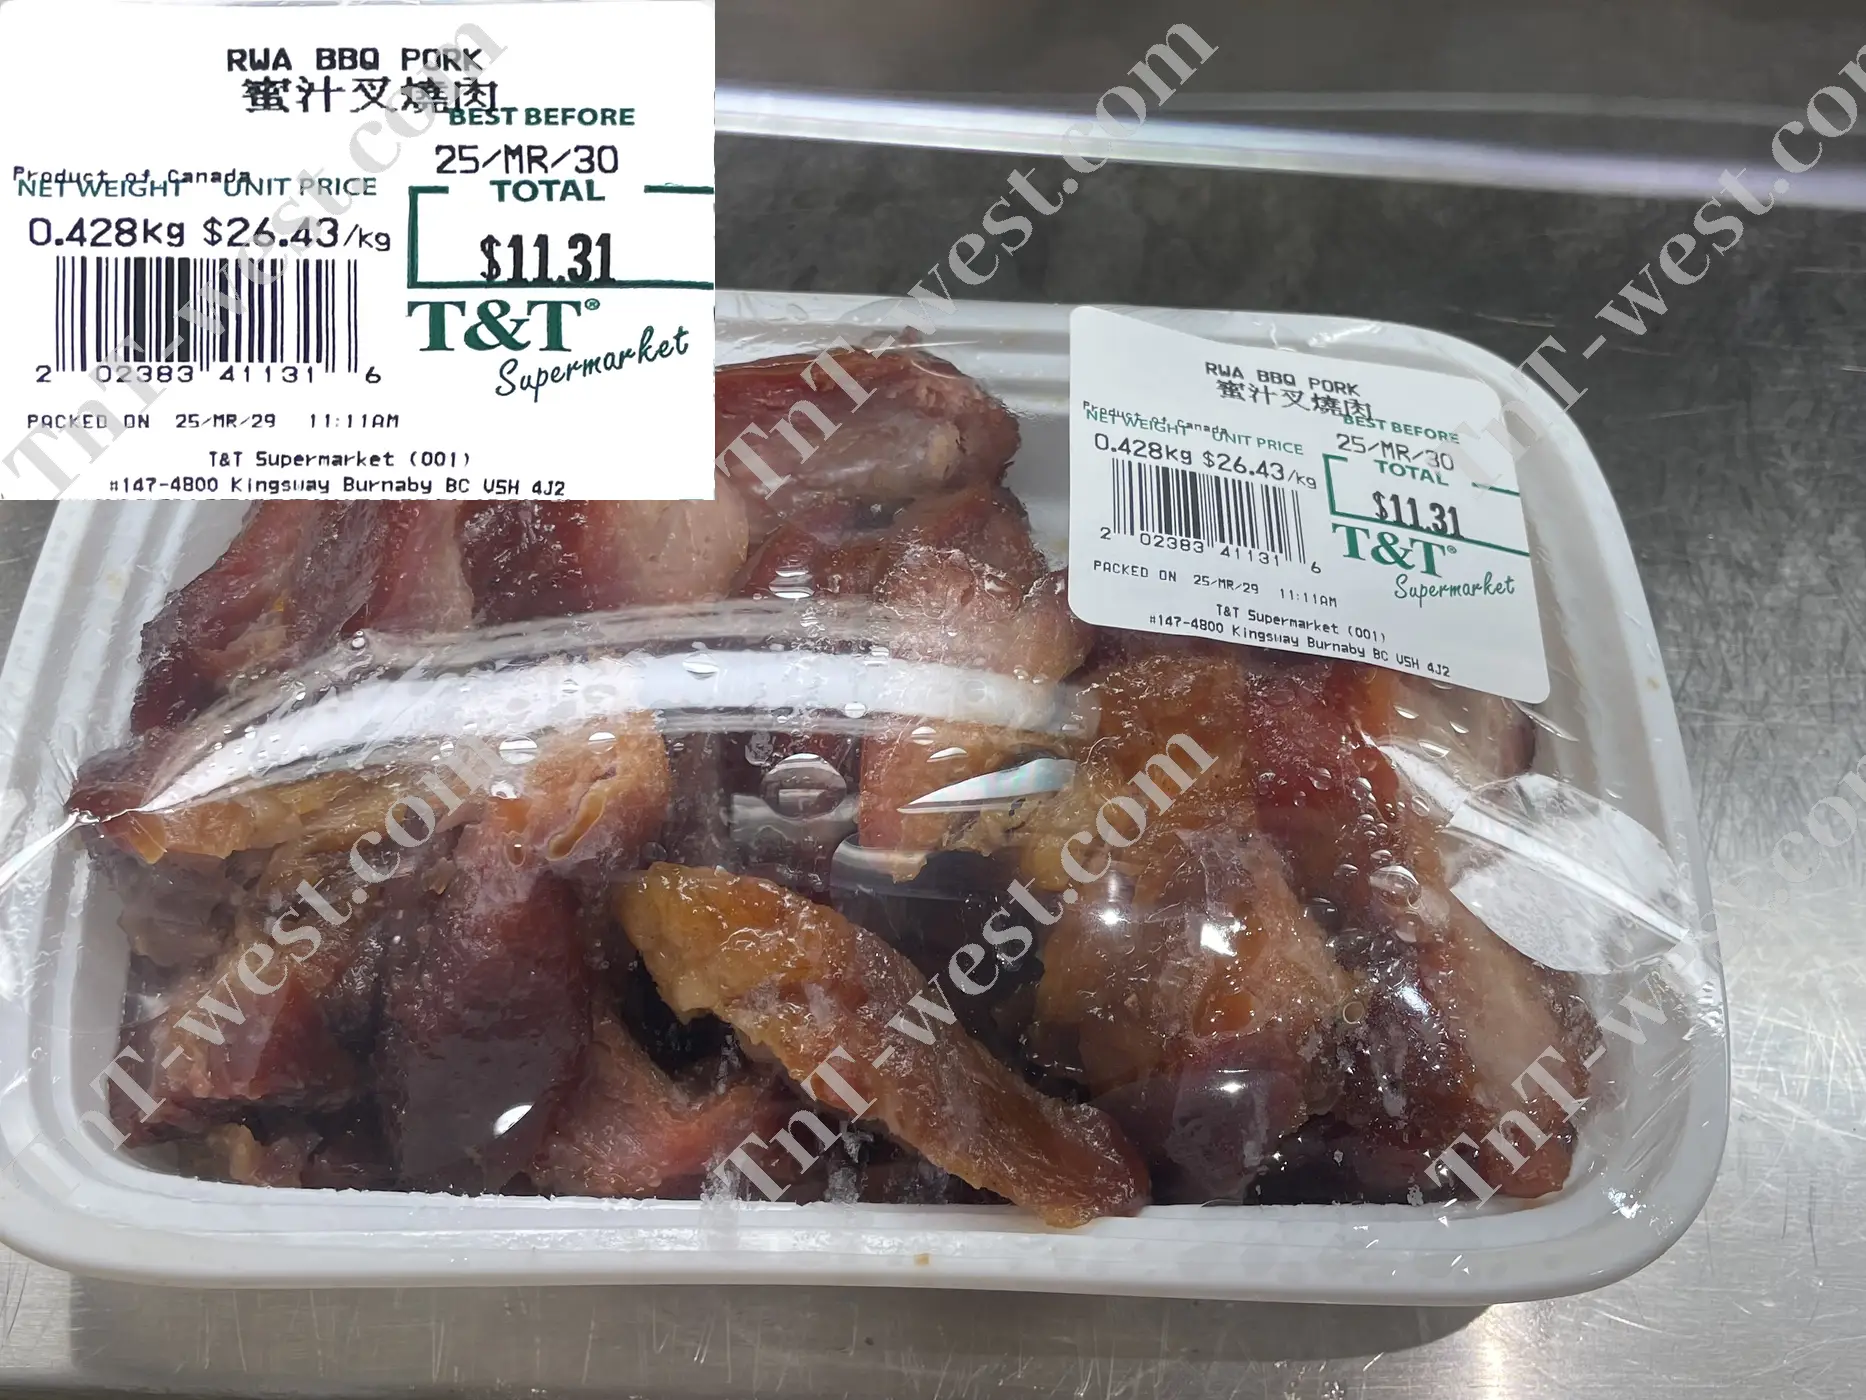 RWA BBQ PORK
蜜汁叉燒肉
BEST BEFORE
25/MR/30
Product of Canada
NET WEIGHT UNIT PRICE
TOTAL
0.428kg $26.43/kg
$11.31
2 02383 41131 6
T&T®
Supermarket
PACKED ON 25/MR/29 11:11AM
T&T Supermarket (001)
#147-4800 Kingsway Burnaby BC V5H 4J2
RWA BBQ PORK
蜜汁叉燒肉
BEST BEFORE
25/MR/30
Product of Canada
NET WEIGHT UNIT PRICE
TOTAL
0.428kg $26.43/kg
$11.31
2 02383 41131 6
T&T®
Supermarket
PACKED ON 25/MR/29 11:11AM
T&T Supermarket (001)
#147-4800 Kingsway Burnaby BC V5H 4J2
TnT-west.com
TnT-west.com
TnT-west.com
TnT-west.com
TnT-west.com
TnT-west.com